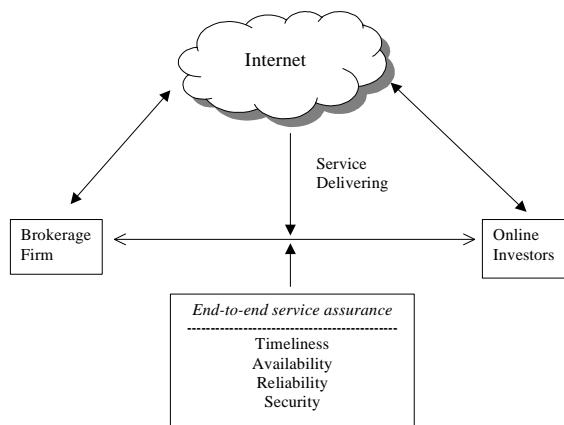 Internet
Service
Delivering
Brokerage
Firm
Online
Investors
End-to-end service assurance
Timeliness
Availability
Reliability
Security